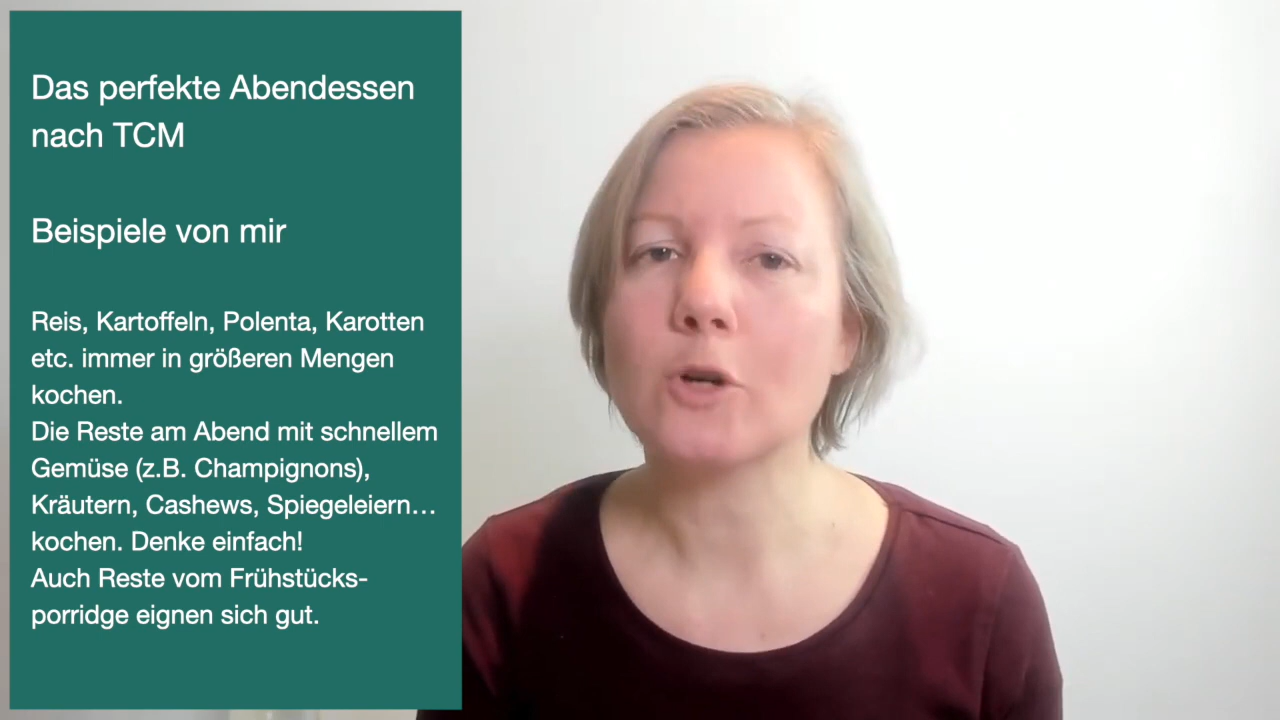 Das perfekte Abendessen
nach TCM
Beispiele von mir
Reis, Kartoffeln, Polenta, Karotten
etc. immer in größeren Mengen
kochen.
Die Reste am Abend mit schnellem
Gemüse (z.B. Champignons),
Kräutern, Cashews, Spiegeleiern…
kochen. Denke einfach!
Auch Reste vom Frühstücks-
porridge eignen sich gut.